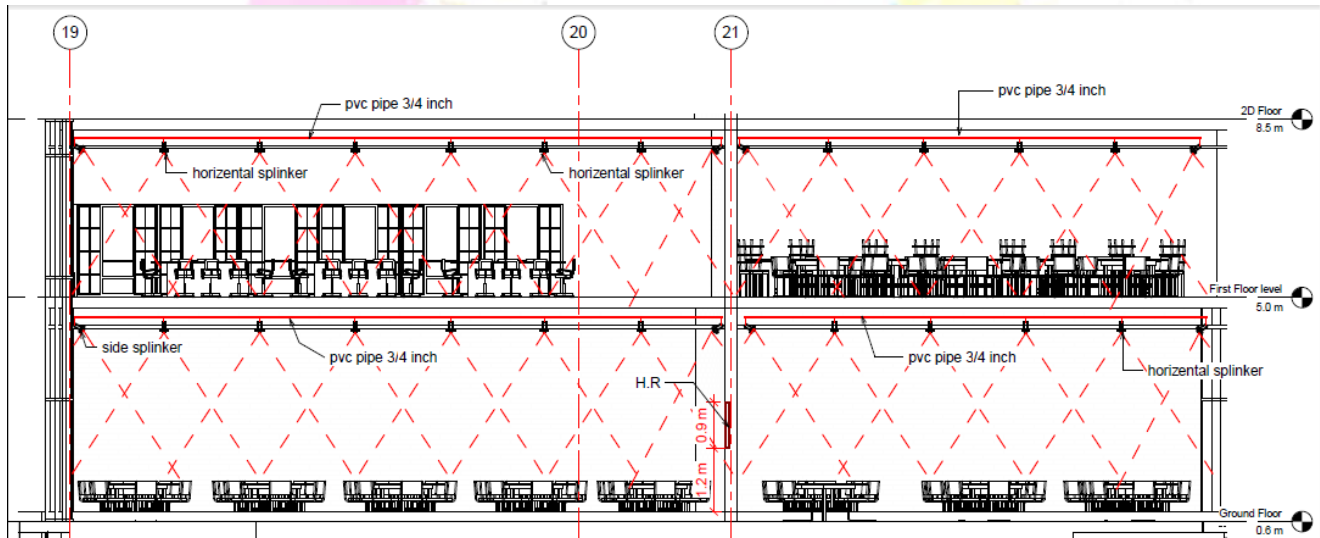 19
20
21
pvc pipe 3/4 inch
pvc pipe 3/4 inch
2D Floor
8.5 m
horizental splinker
horizental splinker
First Floor level
5.0 m
side splinker
pvc pipe 3/4 inch
pvc pipe 3/4 inch
horizental splinker
H.R
0.9 m
1.2 m
Ground Floor
0.6 m